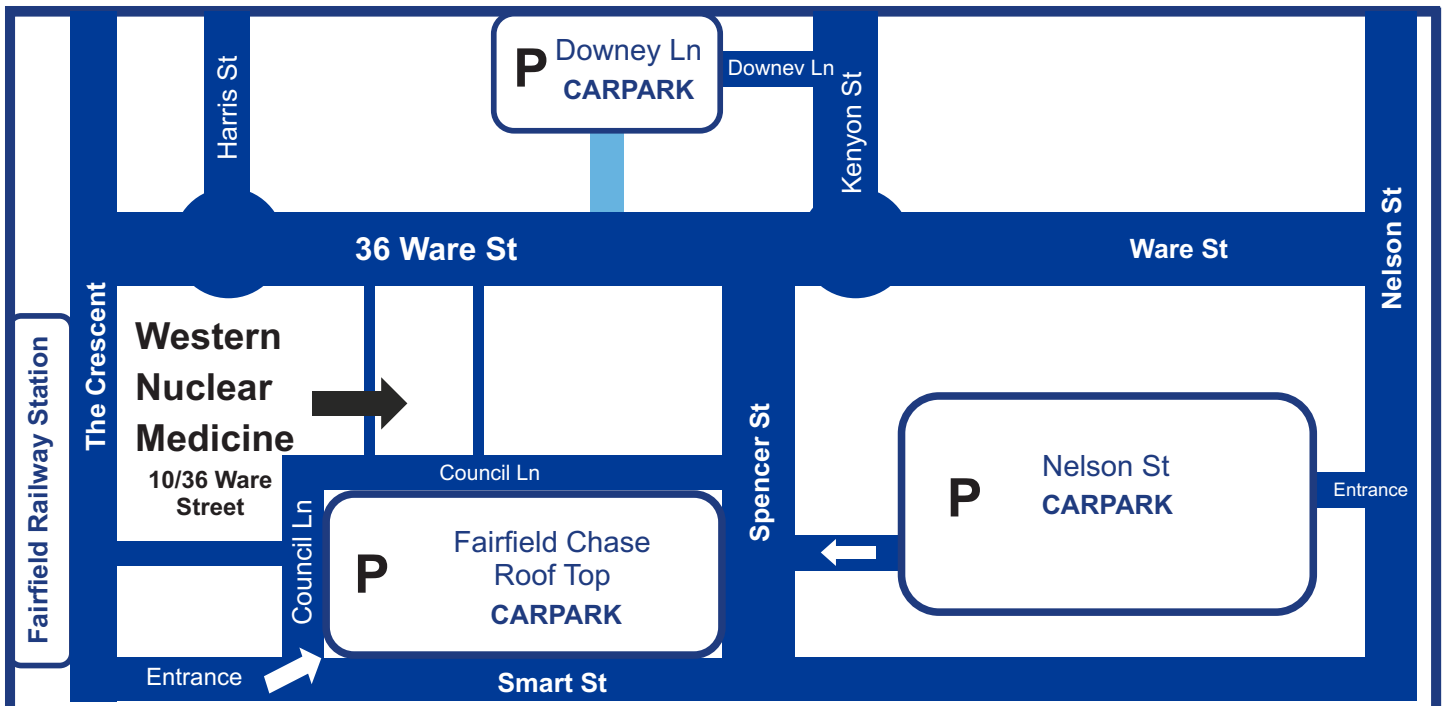 Harris St
P
Downey Ln
CARPARK
Downev Ln
Kenyon St
Nelson St
36 Ware St
Ware St
Fairfield Railway Station
The Crescent
Western
Nuclear
Medicine
10/36 Ware
Street
Council Ln
Council Ln
P
Fairfield Chase
Roof Top
CARPARK
Spencer St
P
Nelson St
CARPARK
Entrance
Entrance
Smart St